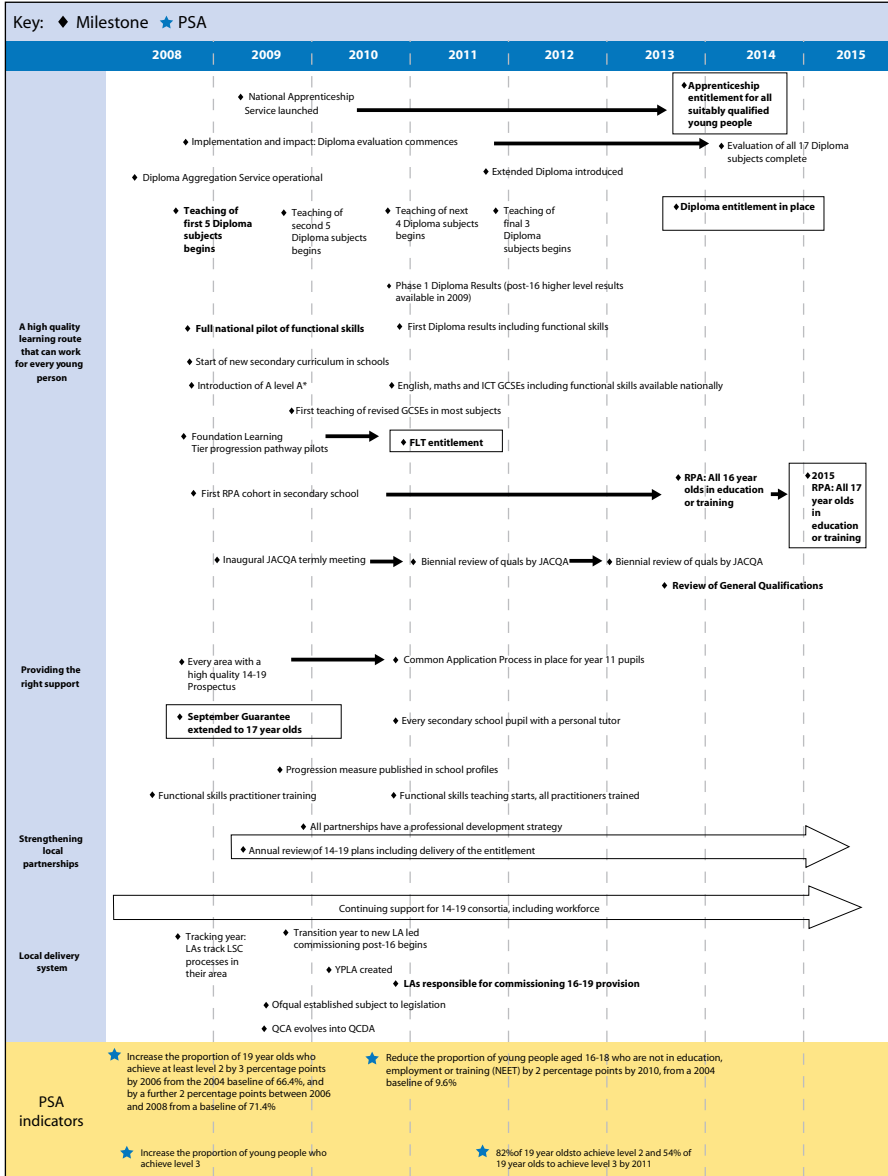 Key: ♦ Milestone ★ PSA
2008 2009 2010 2011 2012 2013 2014 2015
A high quality
learning route
that can work
for every young
person
♦ National Apprenticeship
Service launched
♦ Apprenticeship
entitlement for all
suitably qualified
young people
♦ Implementation and impact: Diploma evaluation commences
♦ Evaluation of all 17 Diploma
subjects complete
♦ Diploma Aggregation Service operational
♦ Extended Diploma introduced
♦ Teaching of
first 5 Diploma
subjects
begins
♦ Teaching of
second 5
Diploma subjects
begins
♦ Teaching of next
4 Diploma subjects
begins
♦ Teaching of
final 3
Diploma
subjects begins
♦ Diploma entitlement in place
♦ Phase 1 Diploma Results (post-16 higher level results
available in 2009)
♦ Full national pilot of functional skills
♦ First Diploma results including functional skills
♦ Start of new secondary curriculum in schools
♦ Introduction of A level A*
♦ English, maths and ICT GCSEs including functional skills available nationally
♦ First teaching of revised GCSEs in most subjects
♦ Foundation Learning
Tier progression pathway pilots
♦ FLT entitlement
♦ First RPA cohort in secondary school
♦ RPA: All 16 year
olds in education
or training
♦ 2015
RPA: All 17
year olds
in
education
or training
♦ Inaugural JACQA termly meeting
♦ Biennial review of quals by JACQA
♦ Biennial review of quals by JACQA
♦ Review of General Qualifications
Providing the
right support
♦ Every area with a
high quality 14-19
Prospectus
♦ Common Application Process in place for year 11 pupils
♦ September Guarantee
extended to 17 year olds
♦ Every secondary school pupil with a personal tutor
♦ Progression measure published in school profiles
♦ Functional skills practitioner training
♦ Functional skills teaching starts, all practitioners trained
Strengthening
local
partnerships
♦ All partnerships have a professional development strategy
♦ Annual review of 14-19 plans including delivery of the entitlement
Continuing support for 14-19 consortia, including workforce
Local delivery
system
♦ Tracking year:
LAs track LSC
processes in
their area
♦ Transition year to new LA led
commissioning post-16 begins
♦ YPLA created
♦ LAs responsible for commissioning 16-19 provision
♦ Ofqual established subject to legislation
♦ QCA evolves into QCDA
PSA
indicators
★ Increase the proportion of 19 year olds who
achieve at least level 2 by 3 percentage points
by 2006 from the 2004 baseline of 66.4%, and
by a further 2 percentage points between 2006
and 2008 from a baseline of 71.4%
★ Reduce the proportion of young people aged 16-18 who are not in education,
employment or training (NEET) by 2 percentage points by 2010, from a 2004
baseline of 9.6%
★ Increase the proportion of young people who
achieve level 3
★ 82%of 19 year oldsto achieve level 2 and 54% of
19 year olds to achieve level 3 by 2011